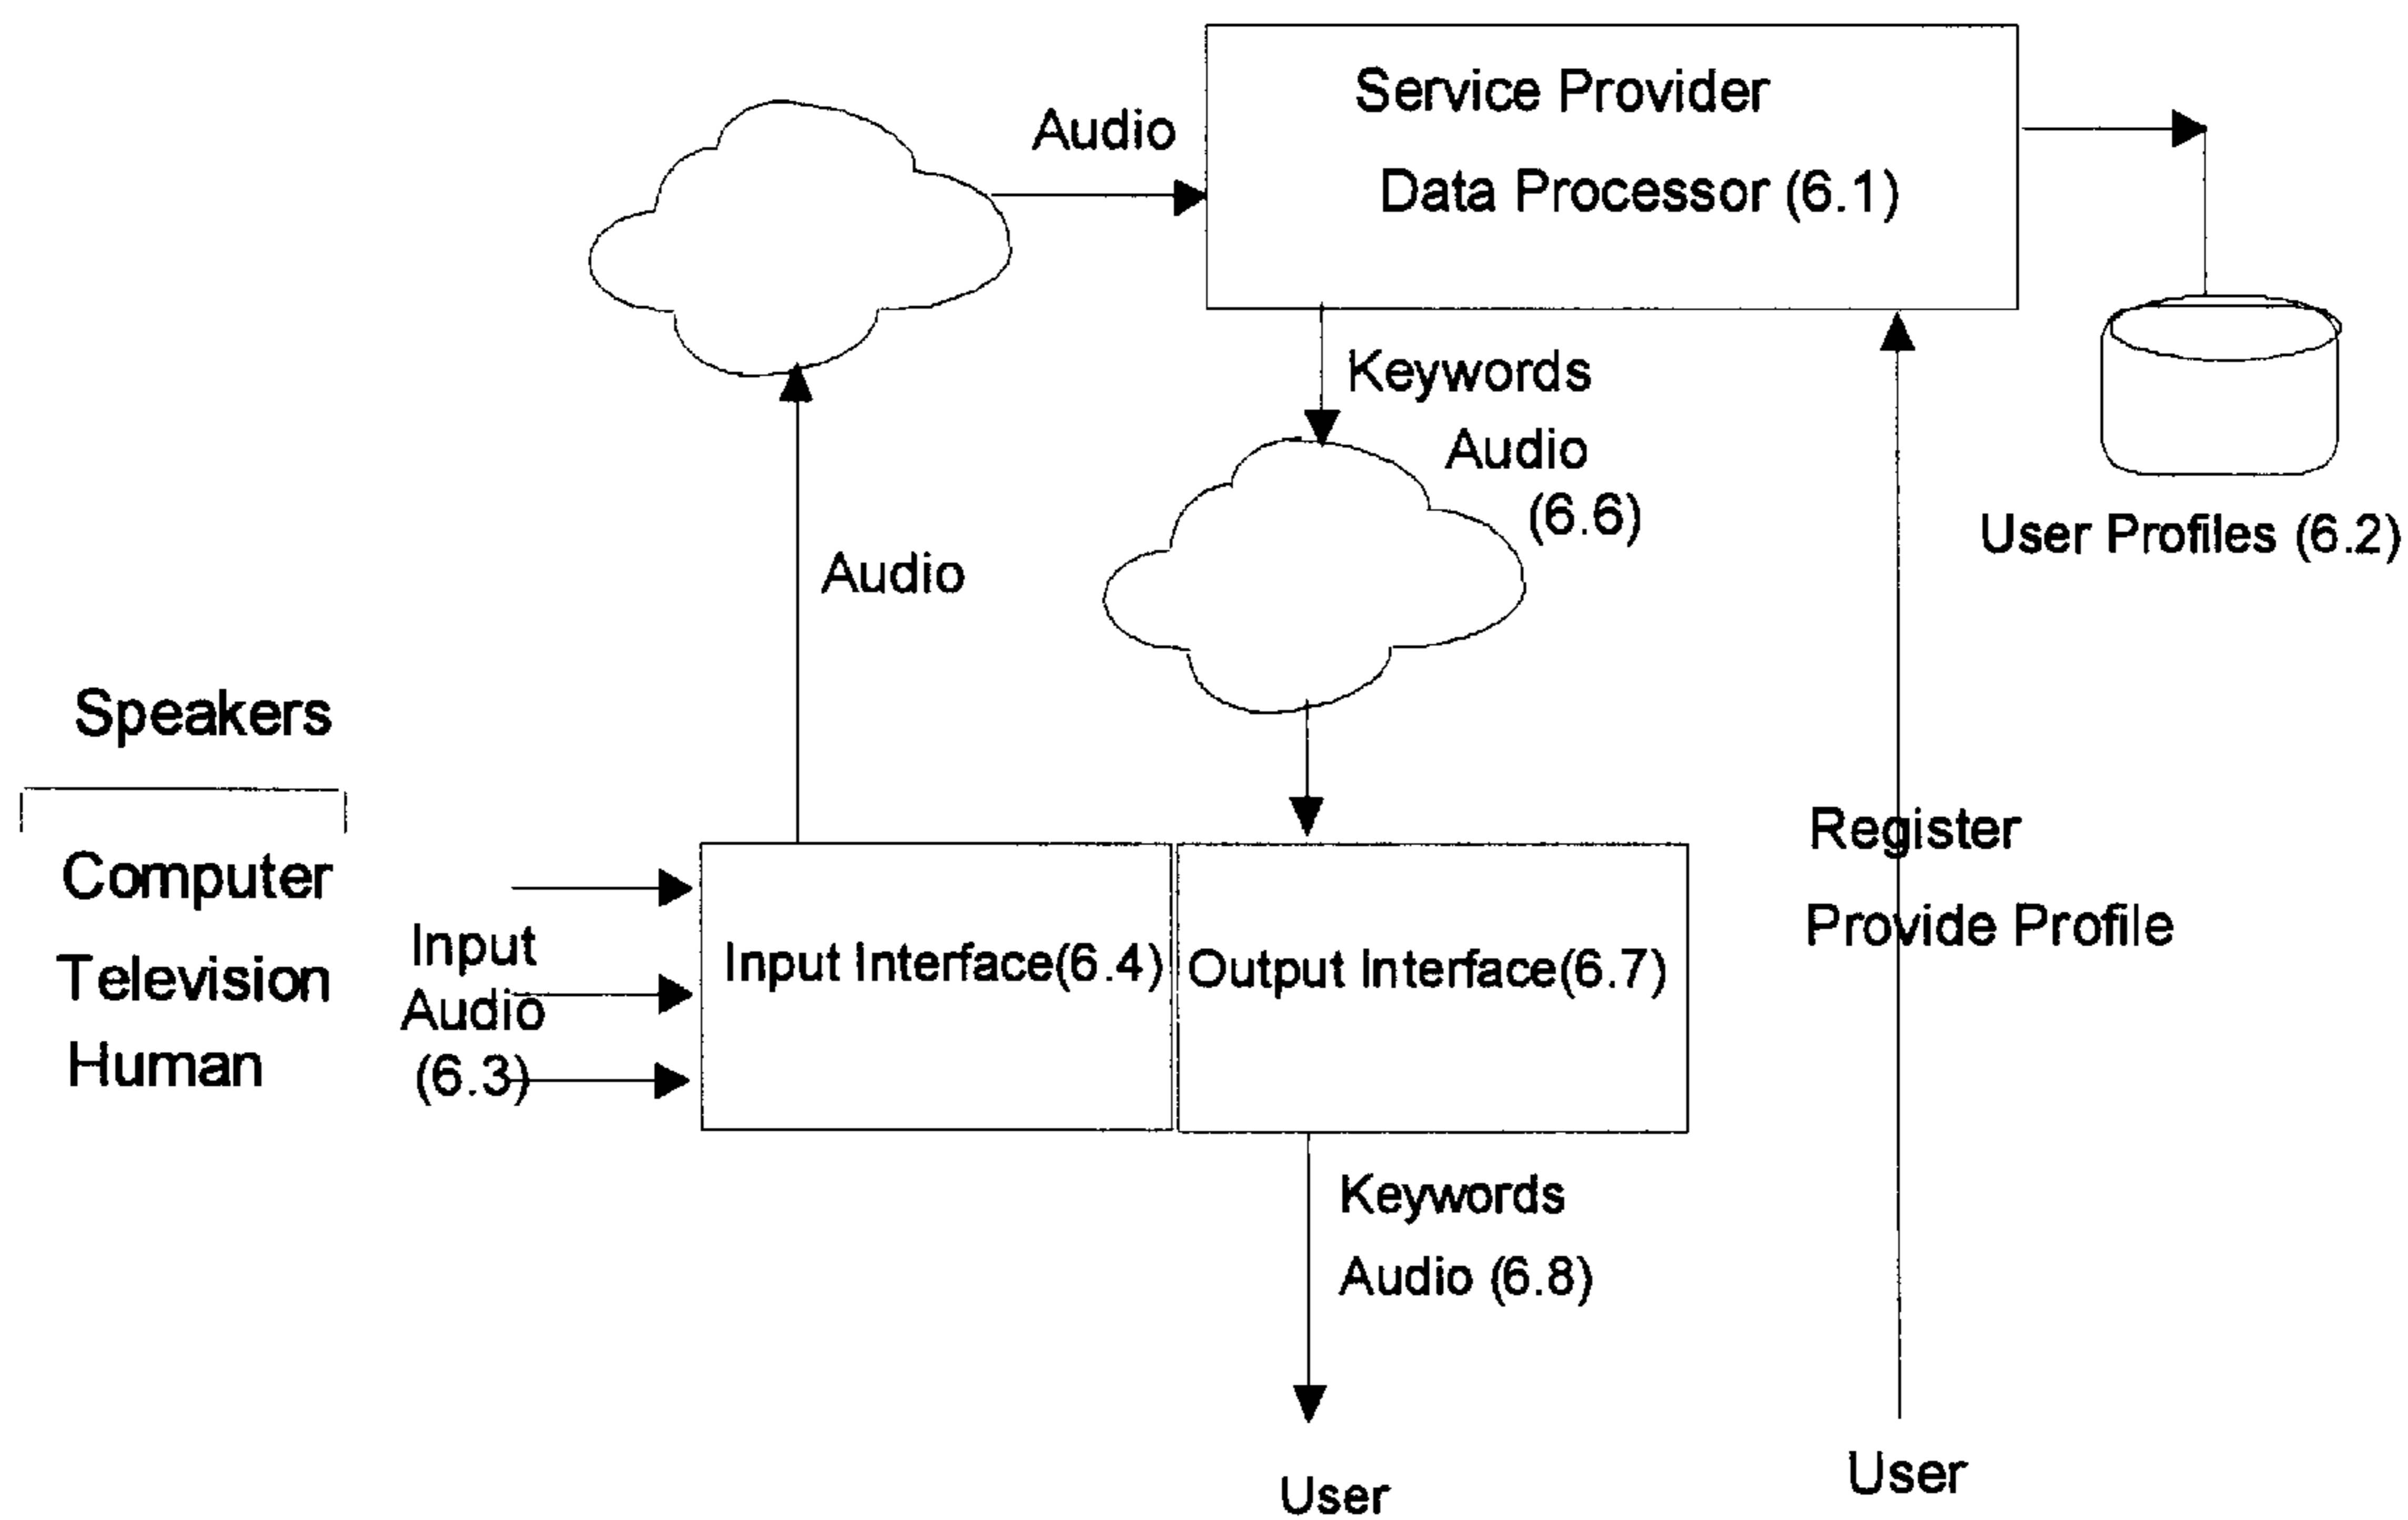 Service Provider
Data Processor (6.1)
Audio
Keywords
Audio
(6.6)
User Profiles (6.2)
Audio
Speakers
Computer
Television
Human
Input
Audio
(6.3)
Input Interface(6.4)
Output Interface(6.7)
Register
Provide Profile
Keywords
Audio (6.8)
User
User